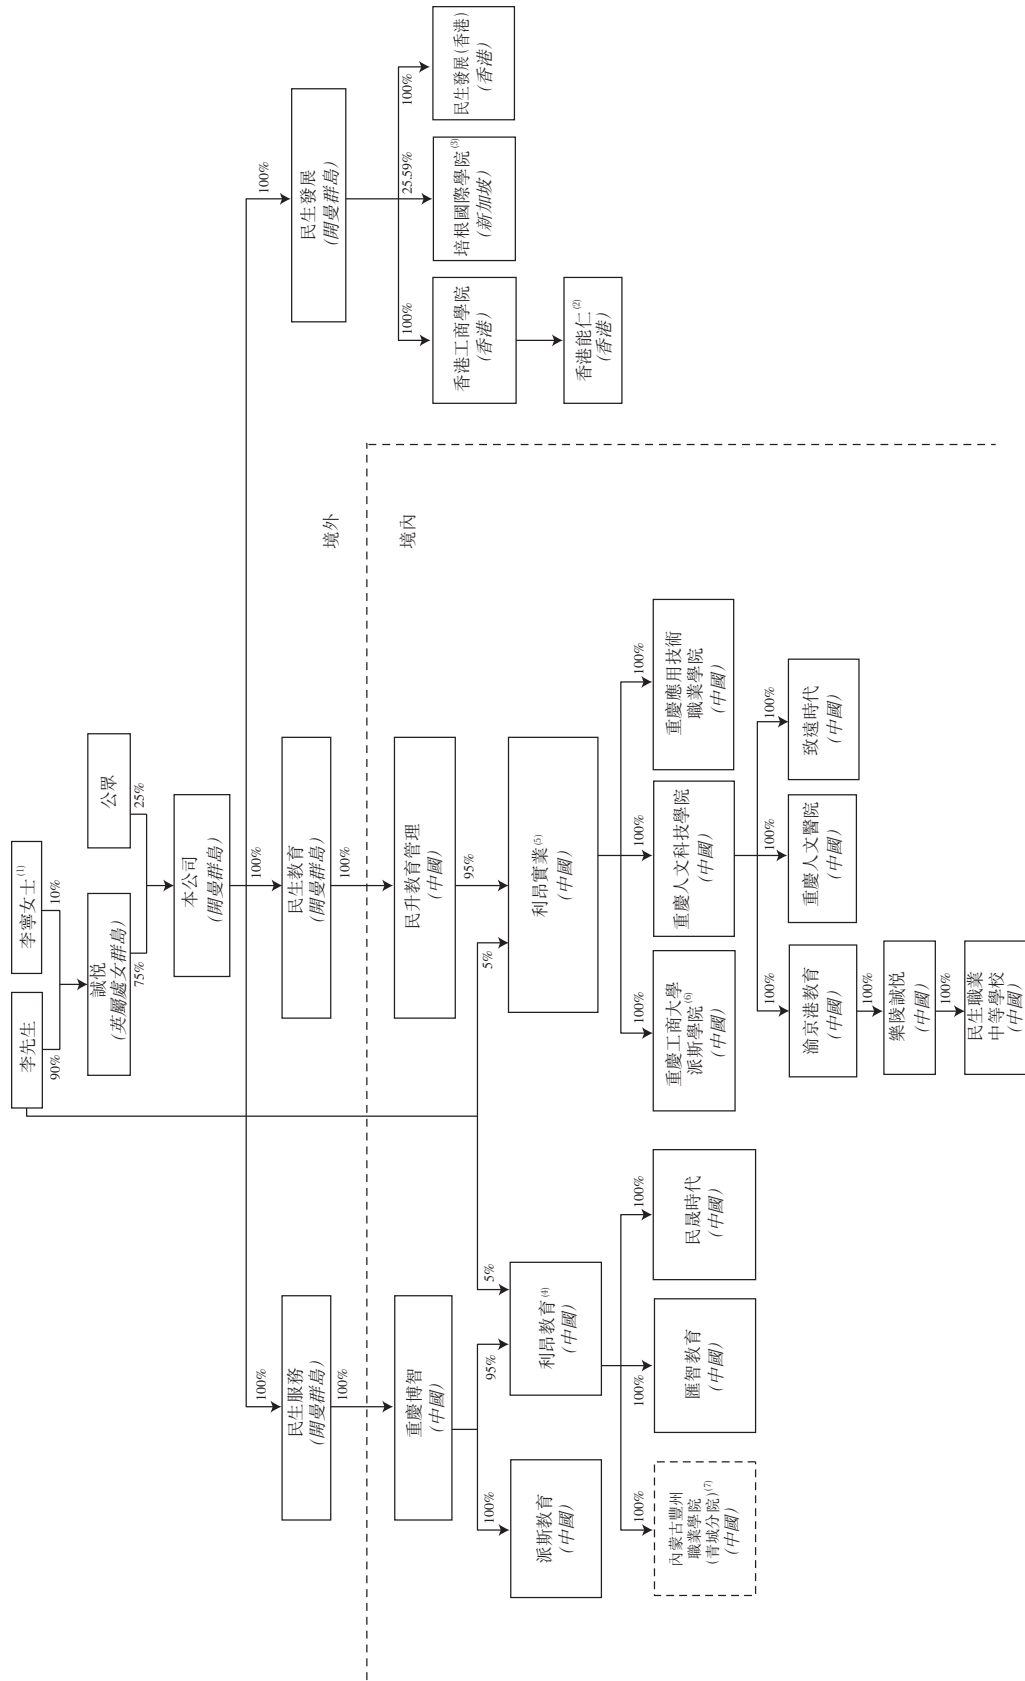 李先生
李寧女士(1)
90%
10%
誠悅
(英屬處女群島)
公眾
75%
25%
本公司
(開曼群島)
100%
100%
100%
民生服務
(開曼群島)
民生教育
(開曼群島)
民生發展
(開曼群島)
100%
100%
境外
境內
100%
25.59%
100%
香港工商學院
(香港)
培根國際學院(3)
(新加坡)
民生發展(香港)
(香港)
香港能仁(2)
(香港)
重慶博智
(中國)
民升教育管理
(中國)
100%
95%
5%
5%
95%
派斯教育
(中國)
利昂教育(4)
(中國)
利昂實業(5)
(中國)
100%
100%
100%
100%
100%
100%
內蒙古豐州
職業學院
(青城分院)(7)
(中國)
匯智教育
(中國)
民晟時代
(中國)
重慶工商大學
派斯學院(6)
(中國)
重慶人文科技學院
(中國)
重慶應用技術
職業學院
(中國)
100%
100%
100%
渝京港教育
(中國)
重慶人文醫院
(中國)
致遠時代
(中國)
100%
樂陵誠悅
(中國)
100%
民生職業
中等學校
(中國)